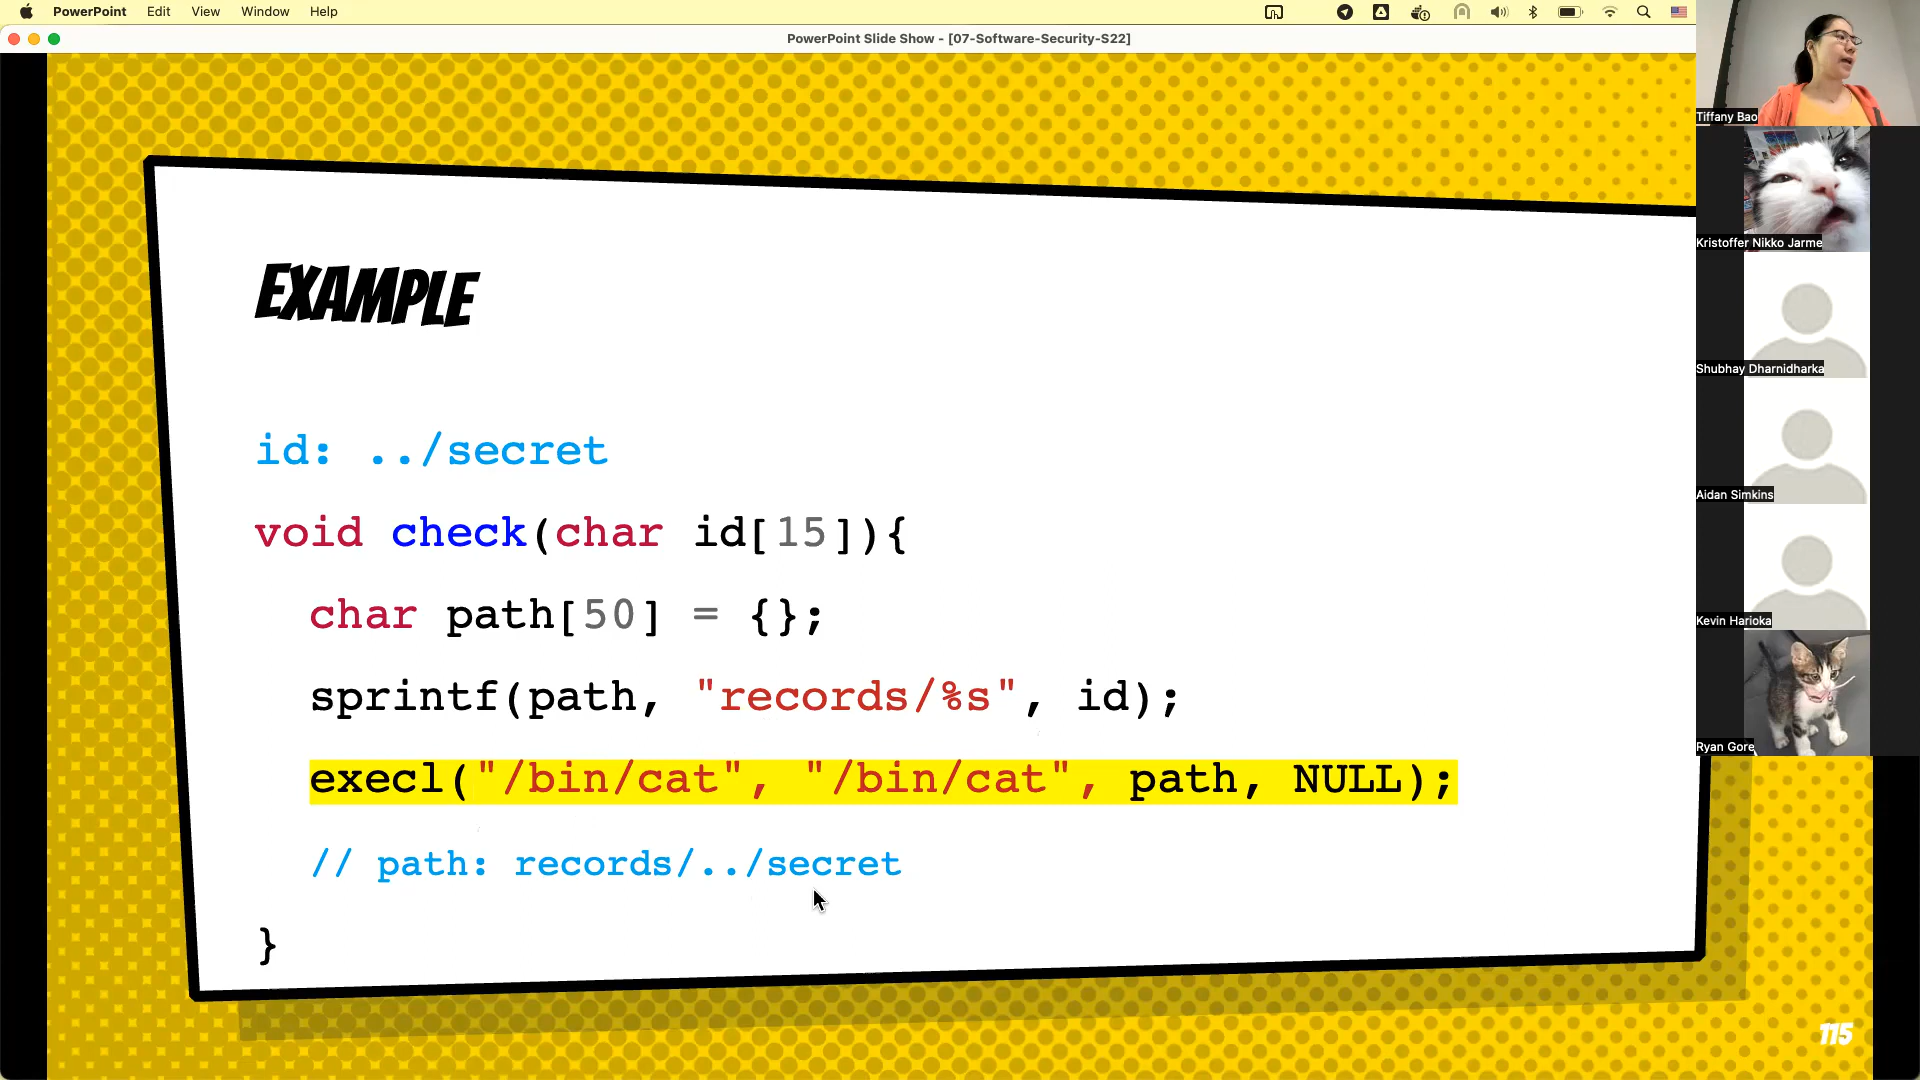 PowerPoint Edit View Window Help
PowerPoint Slide Show - [07-Software-Security-S22]
EXAMPLE
id: ../secret
void check(char id[15]){
char path[50] = {};
sprintf(path, "records/%s", id);
execl("/bin/cat", "/bin/cat", path, NULL);
// path: records/../secret
}
115
Tiffany Bao
Kristoffer Nikko Jarme
Shubhay Dharnidharka
Aidan Simkins
Kevin Harioka
Ryan Gore